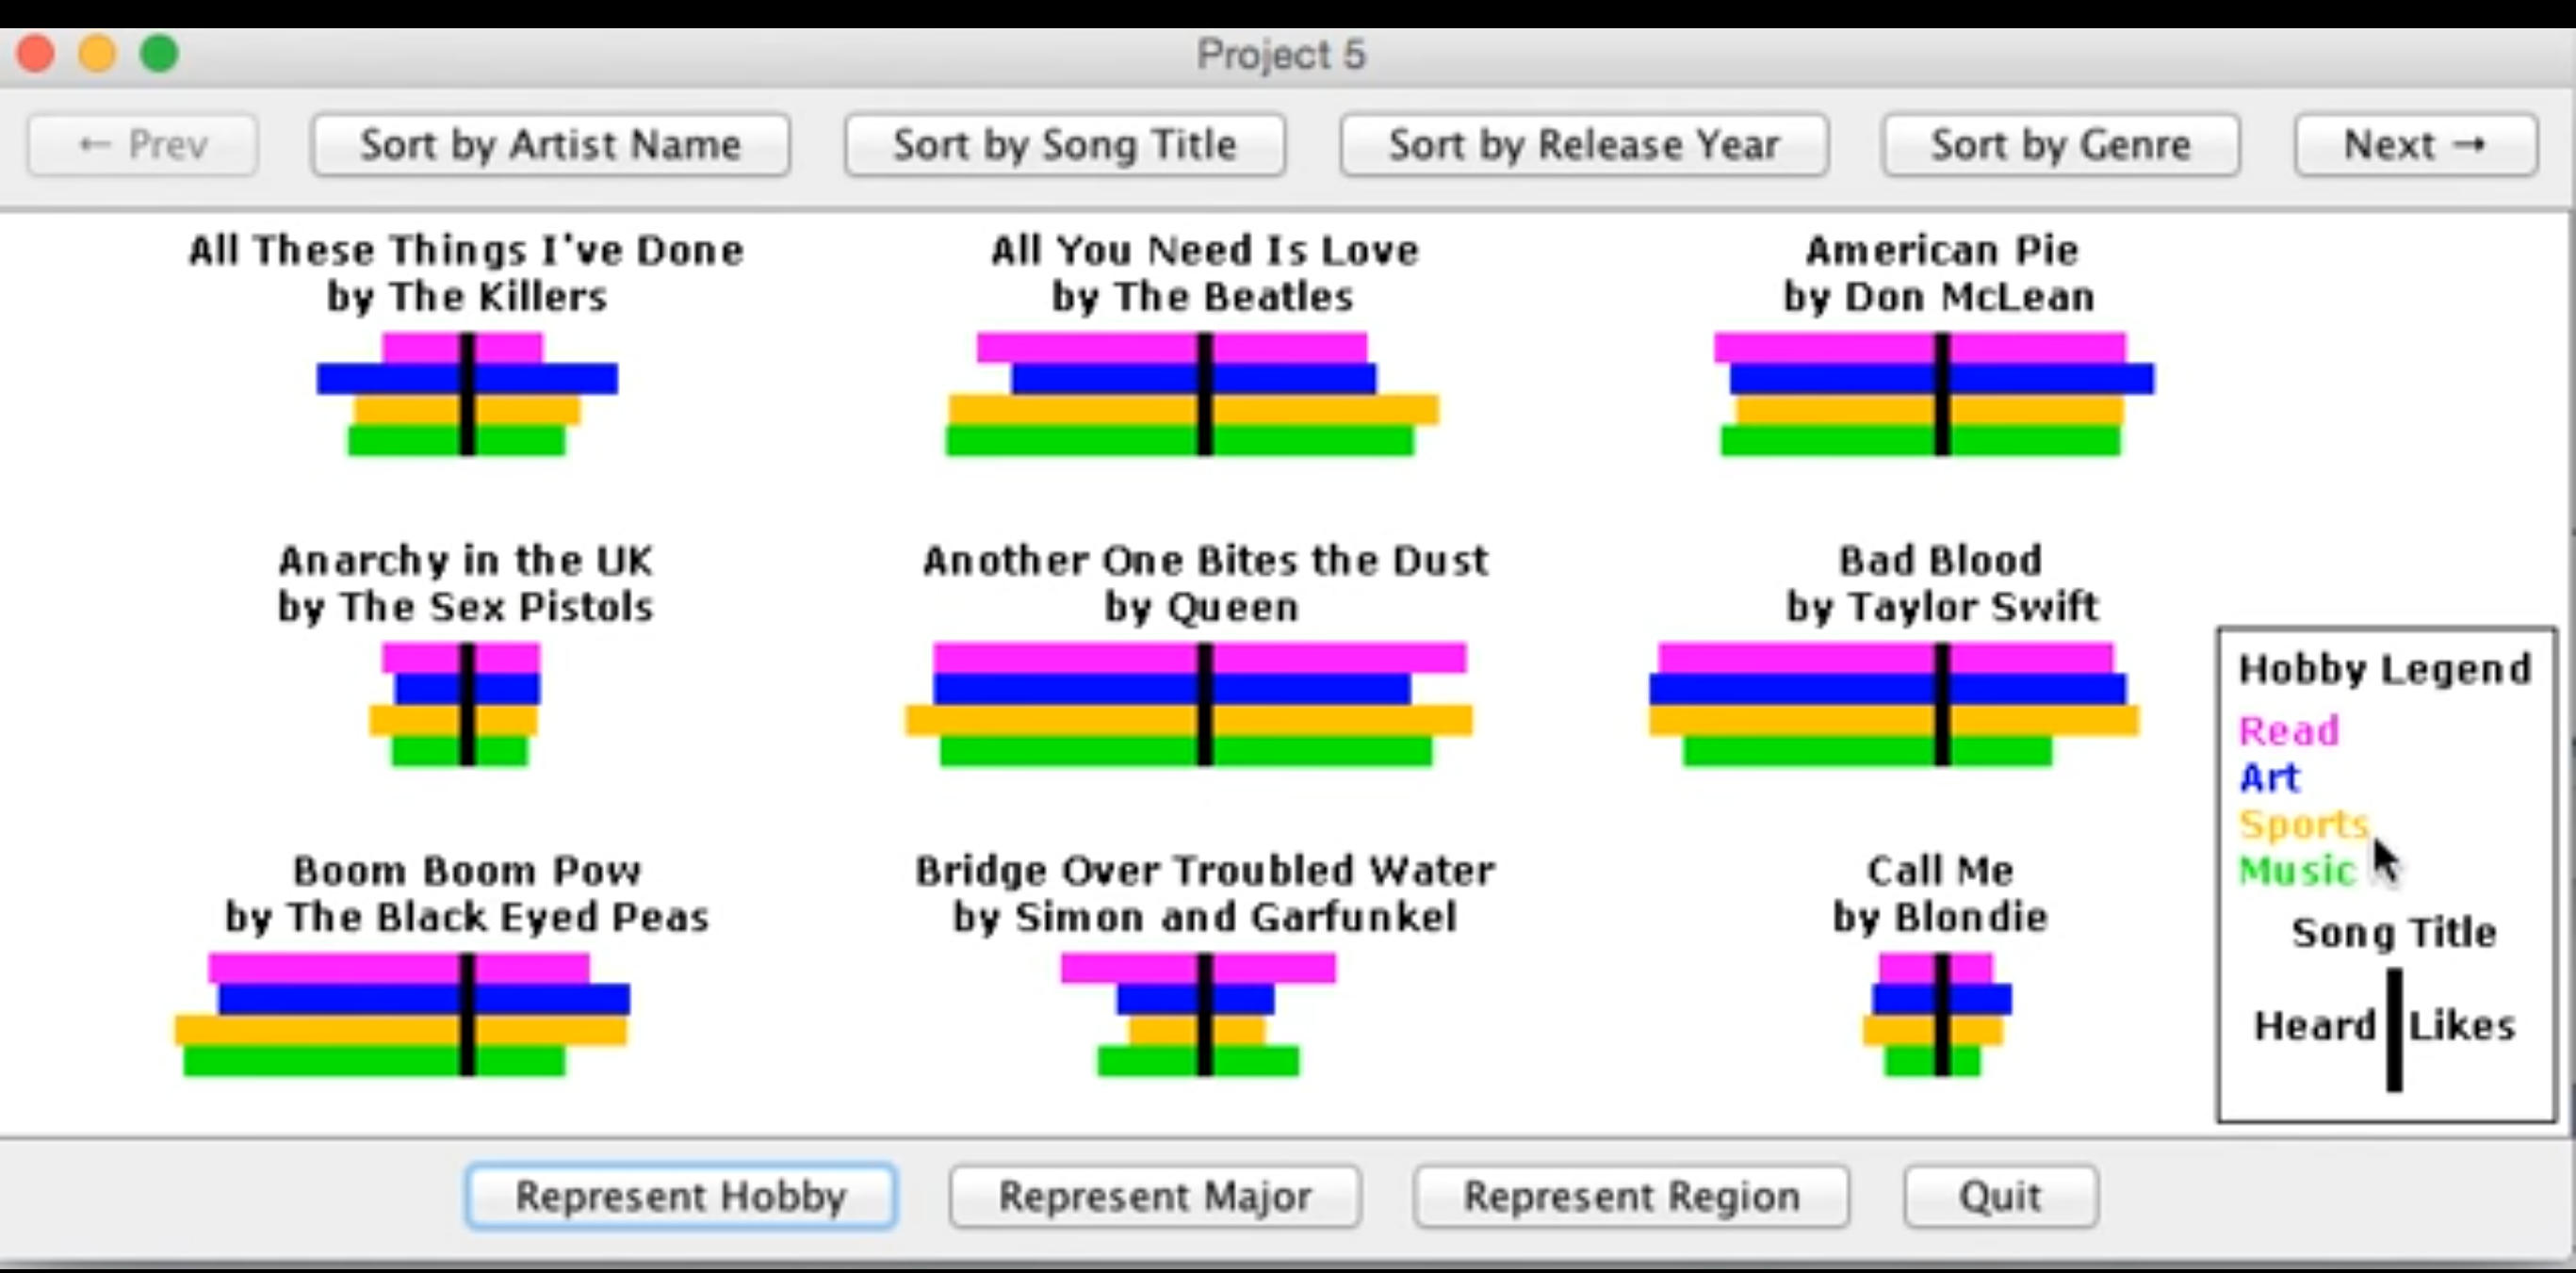 Project 5
← Prev
Sort by Artist Name
Sort by Song Title
Sort by Release Year
Sort by Genre
Next →
All These Things I've Done
by The Killers
All You Need Is Love
by The Beatles
American Pie
by Don McLean
Anarchy in the UK
by The Sex Pistols
Another One Bites the Dust
by Queen
Bad Blood
by Taylor Swift
Boom Boom Pow
by The Black Eyed Peas
Bridge Over Troubled Water
by Simon and Garfunkel
Call Me
by Blondie
Hobby Legend
Read
Art
Sports
Music
Song Title
Heard
Likes
Represent Hobby
Represent Major
Represent Region
Quit